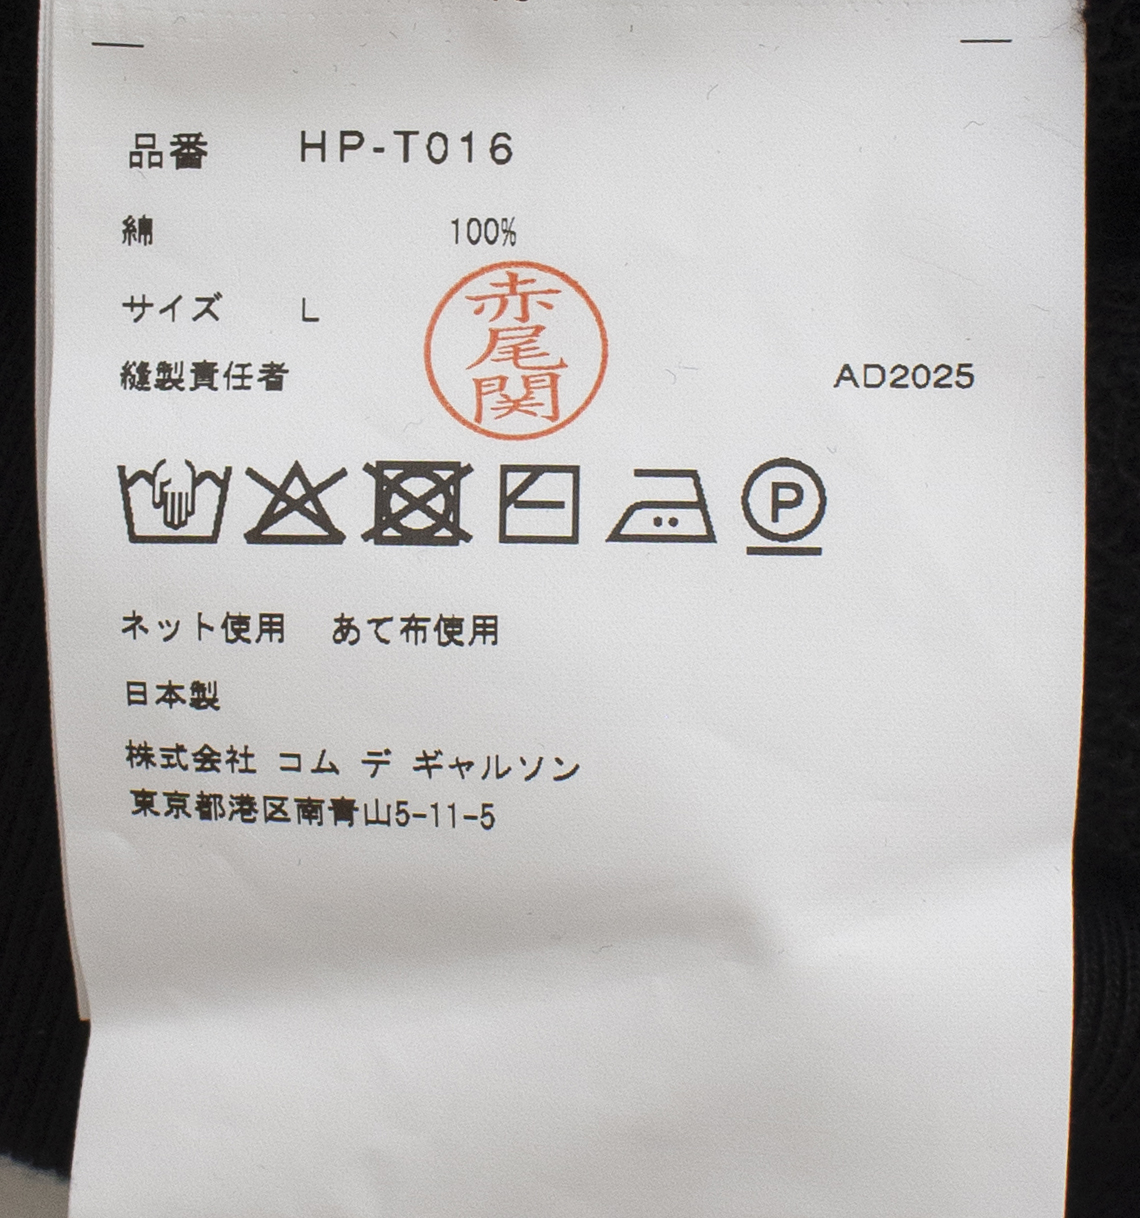 品番 HP-T016
綿 100%
サイズ L
赤尾関
縫製責任者 AD2025
P
ネット使用 あて布使用
日本製
株式会社 コム デ ギャルソン
東京都港区南青山5-11-5